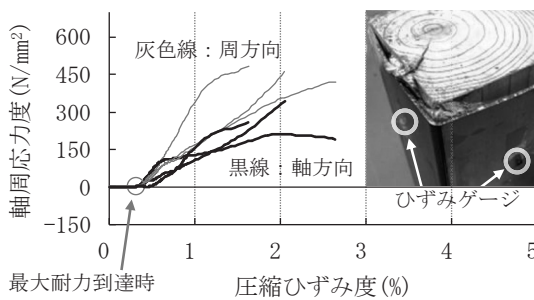 軸周応力度(N/mm²)
600
450
300
150
0
-150
灰色線：周方向
黒線：軸方向
ひずみゲージ
0
1
2
3
4
5
最大耐力到達時
圧縮ひずみ度(%)